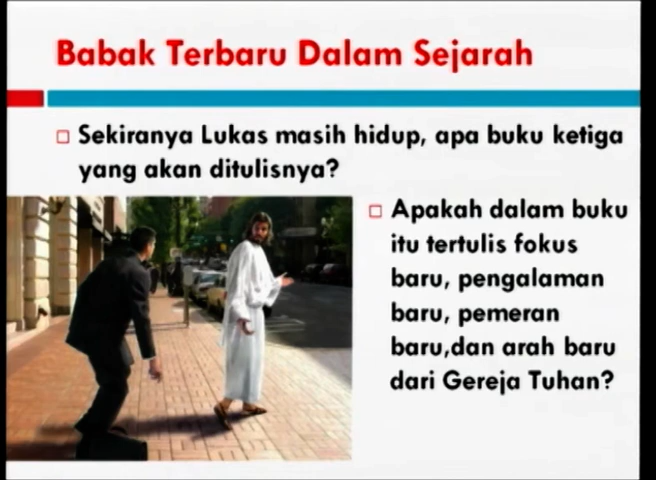 Babak Terbaru Dalam Sejarah
Sekiranya Lukas masih hidup, apa buku ketiga
yang akan ditulisnya?
Apakah dalam buku
itu tertulis fokus
baru, pengalaman
baru, pemeran
baru,dan arah baru
dari Gereja Tuhan?